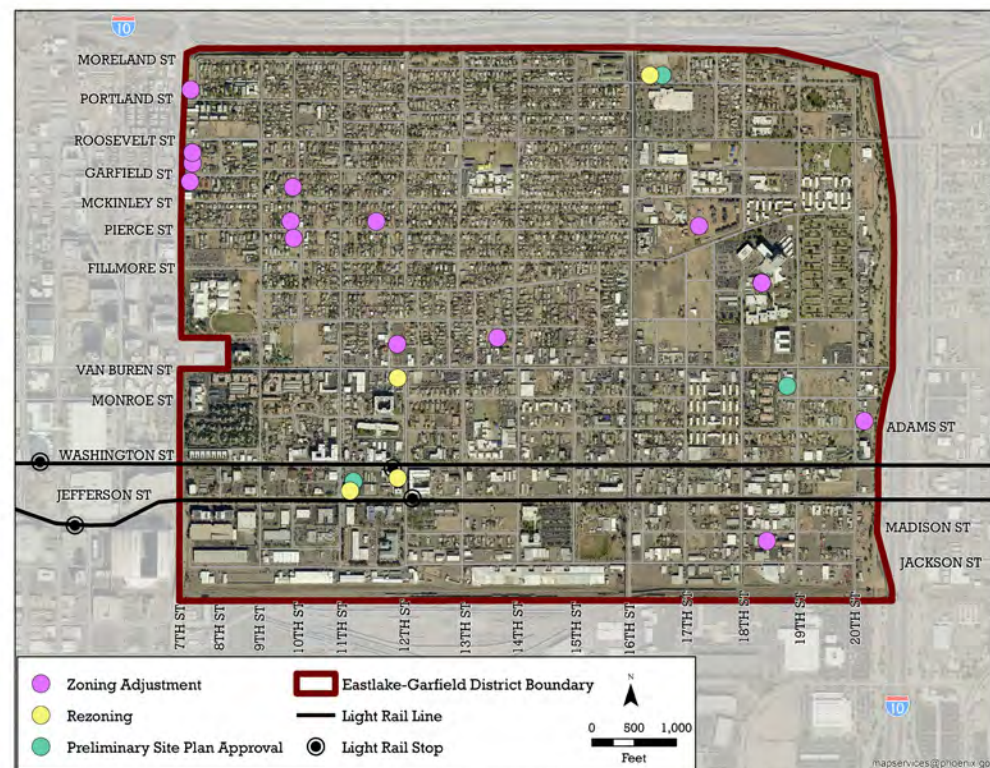 10
MORELAND ST
PORTLAND ST
ROOSEVELT ST
GARFIELD ST
MCKINLEY ST
PIERCE ST
FILLMORE ST
VAN BUREN ST
MONROE ST
ADAMS ST
WASHINGTON ST
JEFFERSON ST
MADISON ST
JACKSON ST
7TH ST
8TH ST
9TH ST
10TH ST
11TH ST
12TH ST
13TH ST
14TH ST
15TH ST
16TH ST
17TH ST
18TH ST
19TH ST
20TH ST
Zoning Adjustment
Rezoning
Preliminary Site Plan Approval
Eastlake-Garfield District Boundary
Light Rail Line
Light Rail Stop
N
0 500 1,000
Feet
10
mapservices@phoenix.go